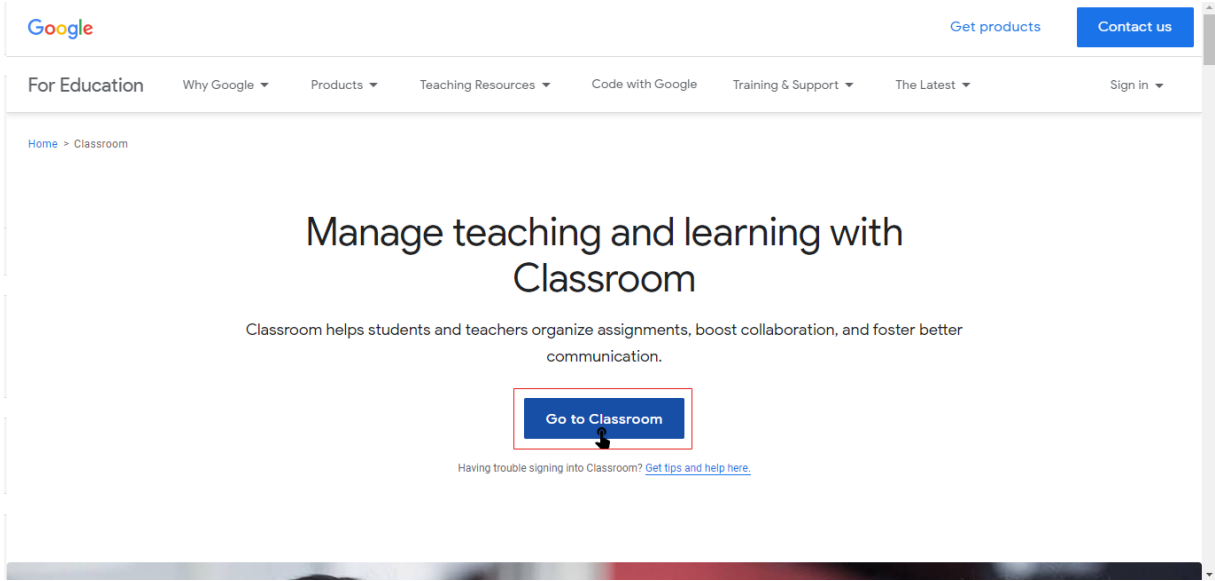 Google
Get products
Contact us
For Education
Why Google
Products
Teaching Resources
Code with Google
Training & Support
The Latest
Sign in
Home > Classroom
Manage teaching and learning with
Classroom
Classroom helps students and teachers organize assignments, boost collaboration, and foster better
communication.
Go to Classroom
Having trouble signing into Classroom? Get tips and help here.